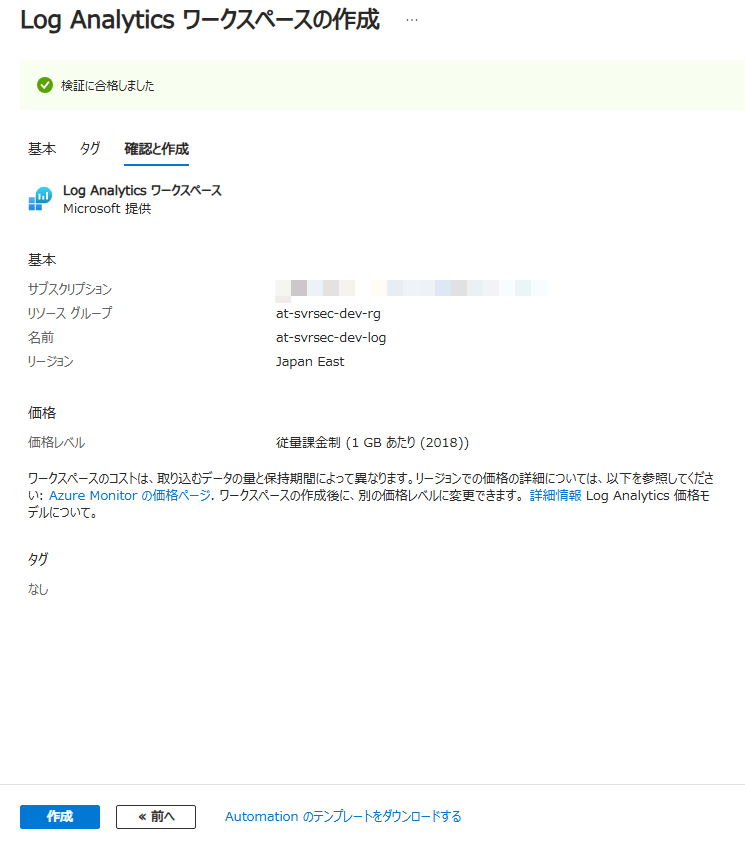 Log Analytics ワークスペースの作成 …
検証に合格しました
基本 タグ 確認と作成
Log Analytics ワークスペース
Microsoft 提供
基本
サブスクリプション
リソース グループ at-svrsec-dev-rg
名前 at-svrsec-dev-log
リージョン Japan East
価格
価格レベル 従量課金制 (1 GB あたり (2018))
ワークスペースのコストは、取り込むデータの量と保持期間によって異なります。リージョンでの価格の詳細については、以下を参照してくださ
い: Azure Monitor の価格ページ. ワークスペースの作成後に、別の価格レベルに変更できます。 詳細情報 Log Analytics 価格モ
デルについて。
タグ
なし
作成 « 前へ Automation のテンプレートをダウンロードする